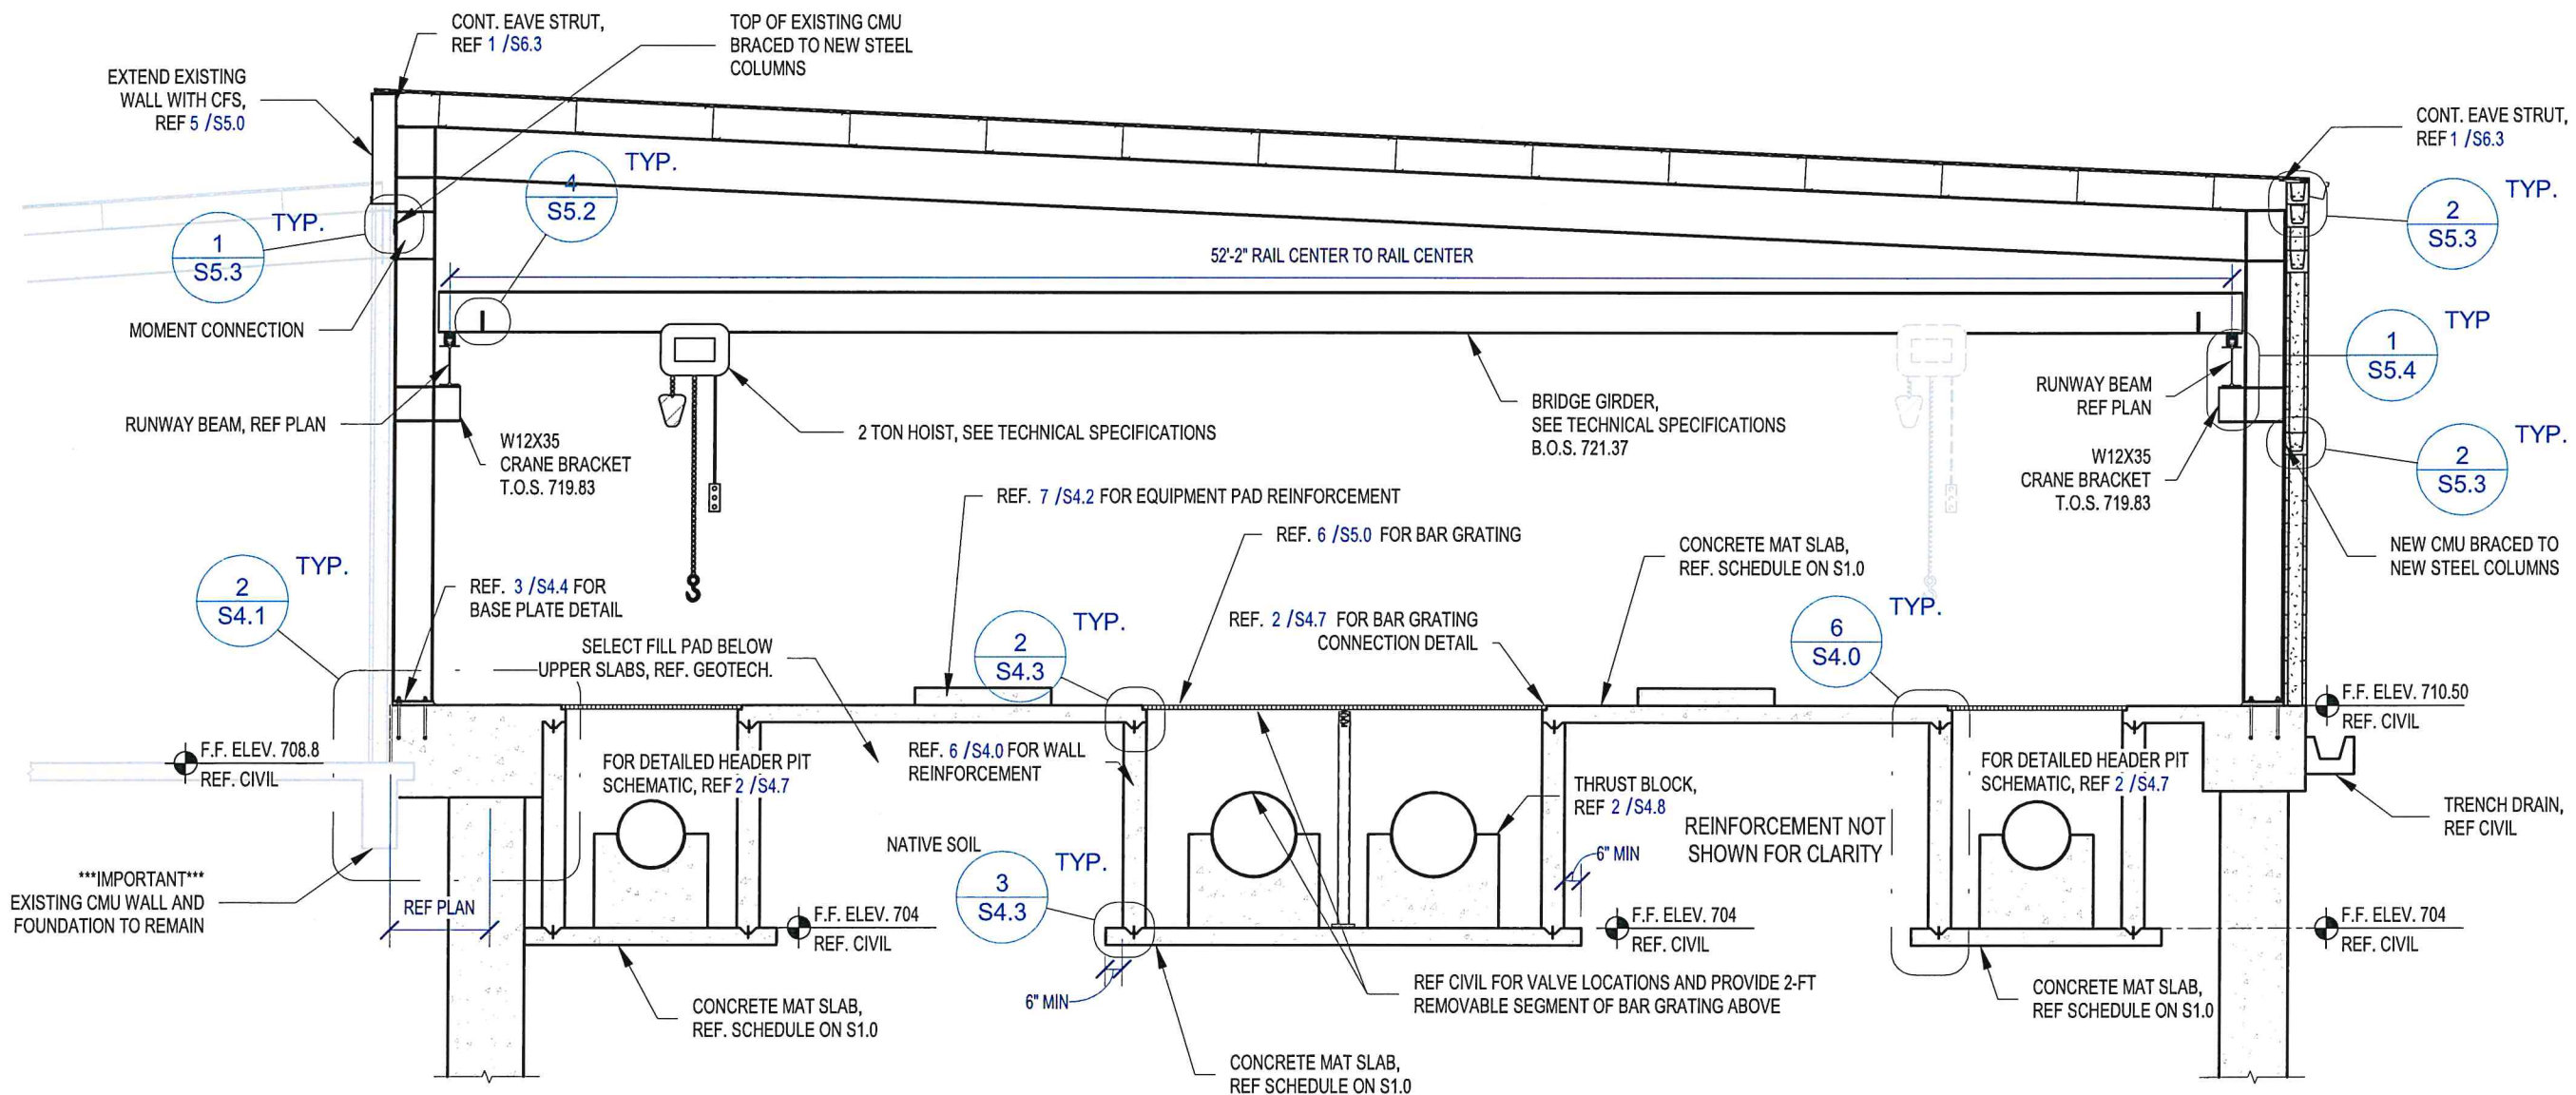 CONT. EAVE STRUT,
REF 1 /S6.3
TOP OF EXISTING CMU
BRACED TO NEW STEEL
COLUMNS
EXTEND EXISTING
WALL WITH CFS,
REF 5 /S5.0
CONT. EAVE STRUT,
REF 1 /S6.3
4
S5.2
TYP.
1
S5.3
TYP.
2
S5.3
TYP.
52'-2" RAIL CENTER TO RAIL CENTER
MOMENT CONNECTION
1
S5.4
TYP
RUNWAY BEAM, REF PLAN
W12X35
CRANE BRACKET
T.O.S. 719.83
2 TON HOIST, SEE TECHNICAL SPECIFICATIONS
BRIDGE GIRDER,
SEE TECHNICAL SPECIFICATIONS
B.O.S. 721.37
RUNWAY BEAM
REF PLAN
W12X35
CRANE BRACKET
T.O.S. 719.83
2
S5.3
TYP.
REF. 7 /S4.2 FOR EQUIPMENT PAD REINFORCEMENT
REF. 6 /S5.0 FOR BAR GRATING
CONCRETE MAT SLAB,
REF. SCHEDULE ON S1.0
NEW CMU BRACED TO
NEW STEEL COLUMNS
2
S4.1
TYP.
REF. 3 /S4.4 FOR
BASE PLATE DETAIL
SELECT FILL PAD BELOW
UPPER SLABS, REF. GEOTECH.
2
S4.3
TYP.
REF. 2 /S4.7 FOR BAR GRATING
CONNECTION DETAIL
6
S4.0
TYP.
F.F. ELEV. 710.50
REF. CIVIL
F.F. ELEV. 708.8
REF. CIVIL
FOR DETAILED HEADER PIT
SCHEMATIC, REF 2 /S4.7
REF. 6 /S4.0 FOR WALL
REINFORCEMENT
THRUST BLOCK,
REF 2 /S4.8
FOR DETAILED HEADER PIT
SCHEMATIC, REF 2 /S4.7
TRENCH DRAIN,
REF CIVIL
NATIVE SOIL
REINFORCEMENT NOT
SHOWN FOR CLARITY
3
S4.3
TYP.
6" MIN
***IMPORTANT***
EXISTING CMU WALL AND
FOUNDATION TO REMAIN
REF PLAN
F.F. ELEV. 704
REF. CIVIL
F.F. ELEV. 704
REF. CIVIL
F.F. ELEV. 704
REF. CIVIL
6" MIN
CONCRETE MAT SLAB,
REF. SCHEDULE ON S1.0
REF CIVIL FOR VALVE LOCATIONS AND PROVIDE 2-FT
REMOVABLE SEGMENT OF BAR GRATING ABOVE
CONCRETE MAT SLAB,
REF SCHEDULE ON S1.0
CONCRETE MAT SLAB,
REF SCHEDULE ON S1.0